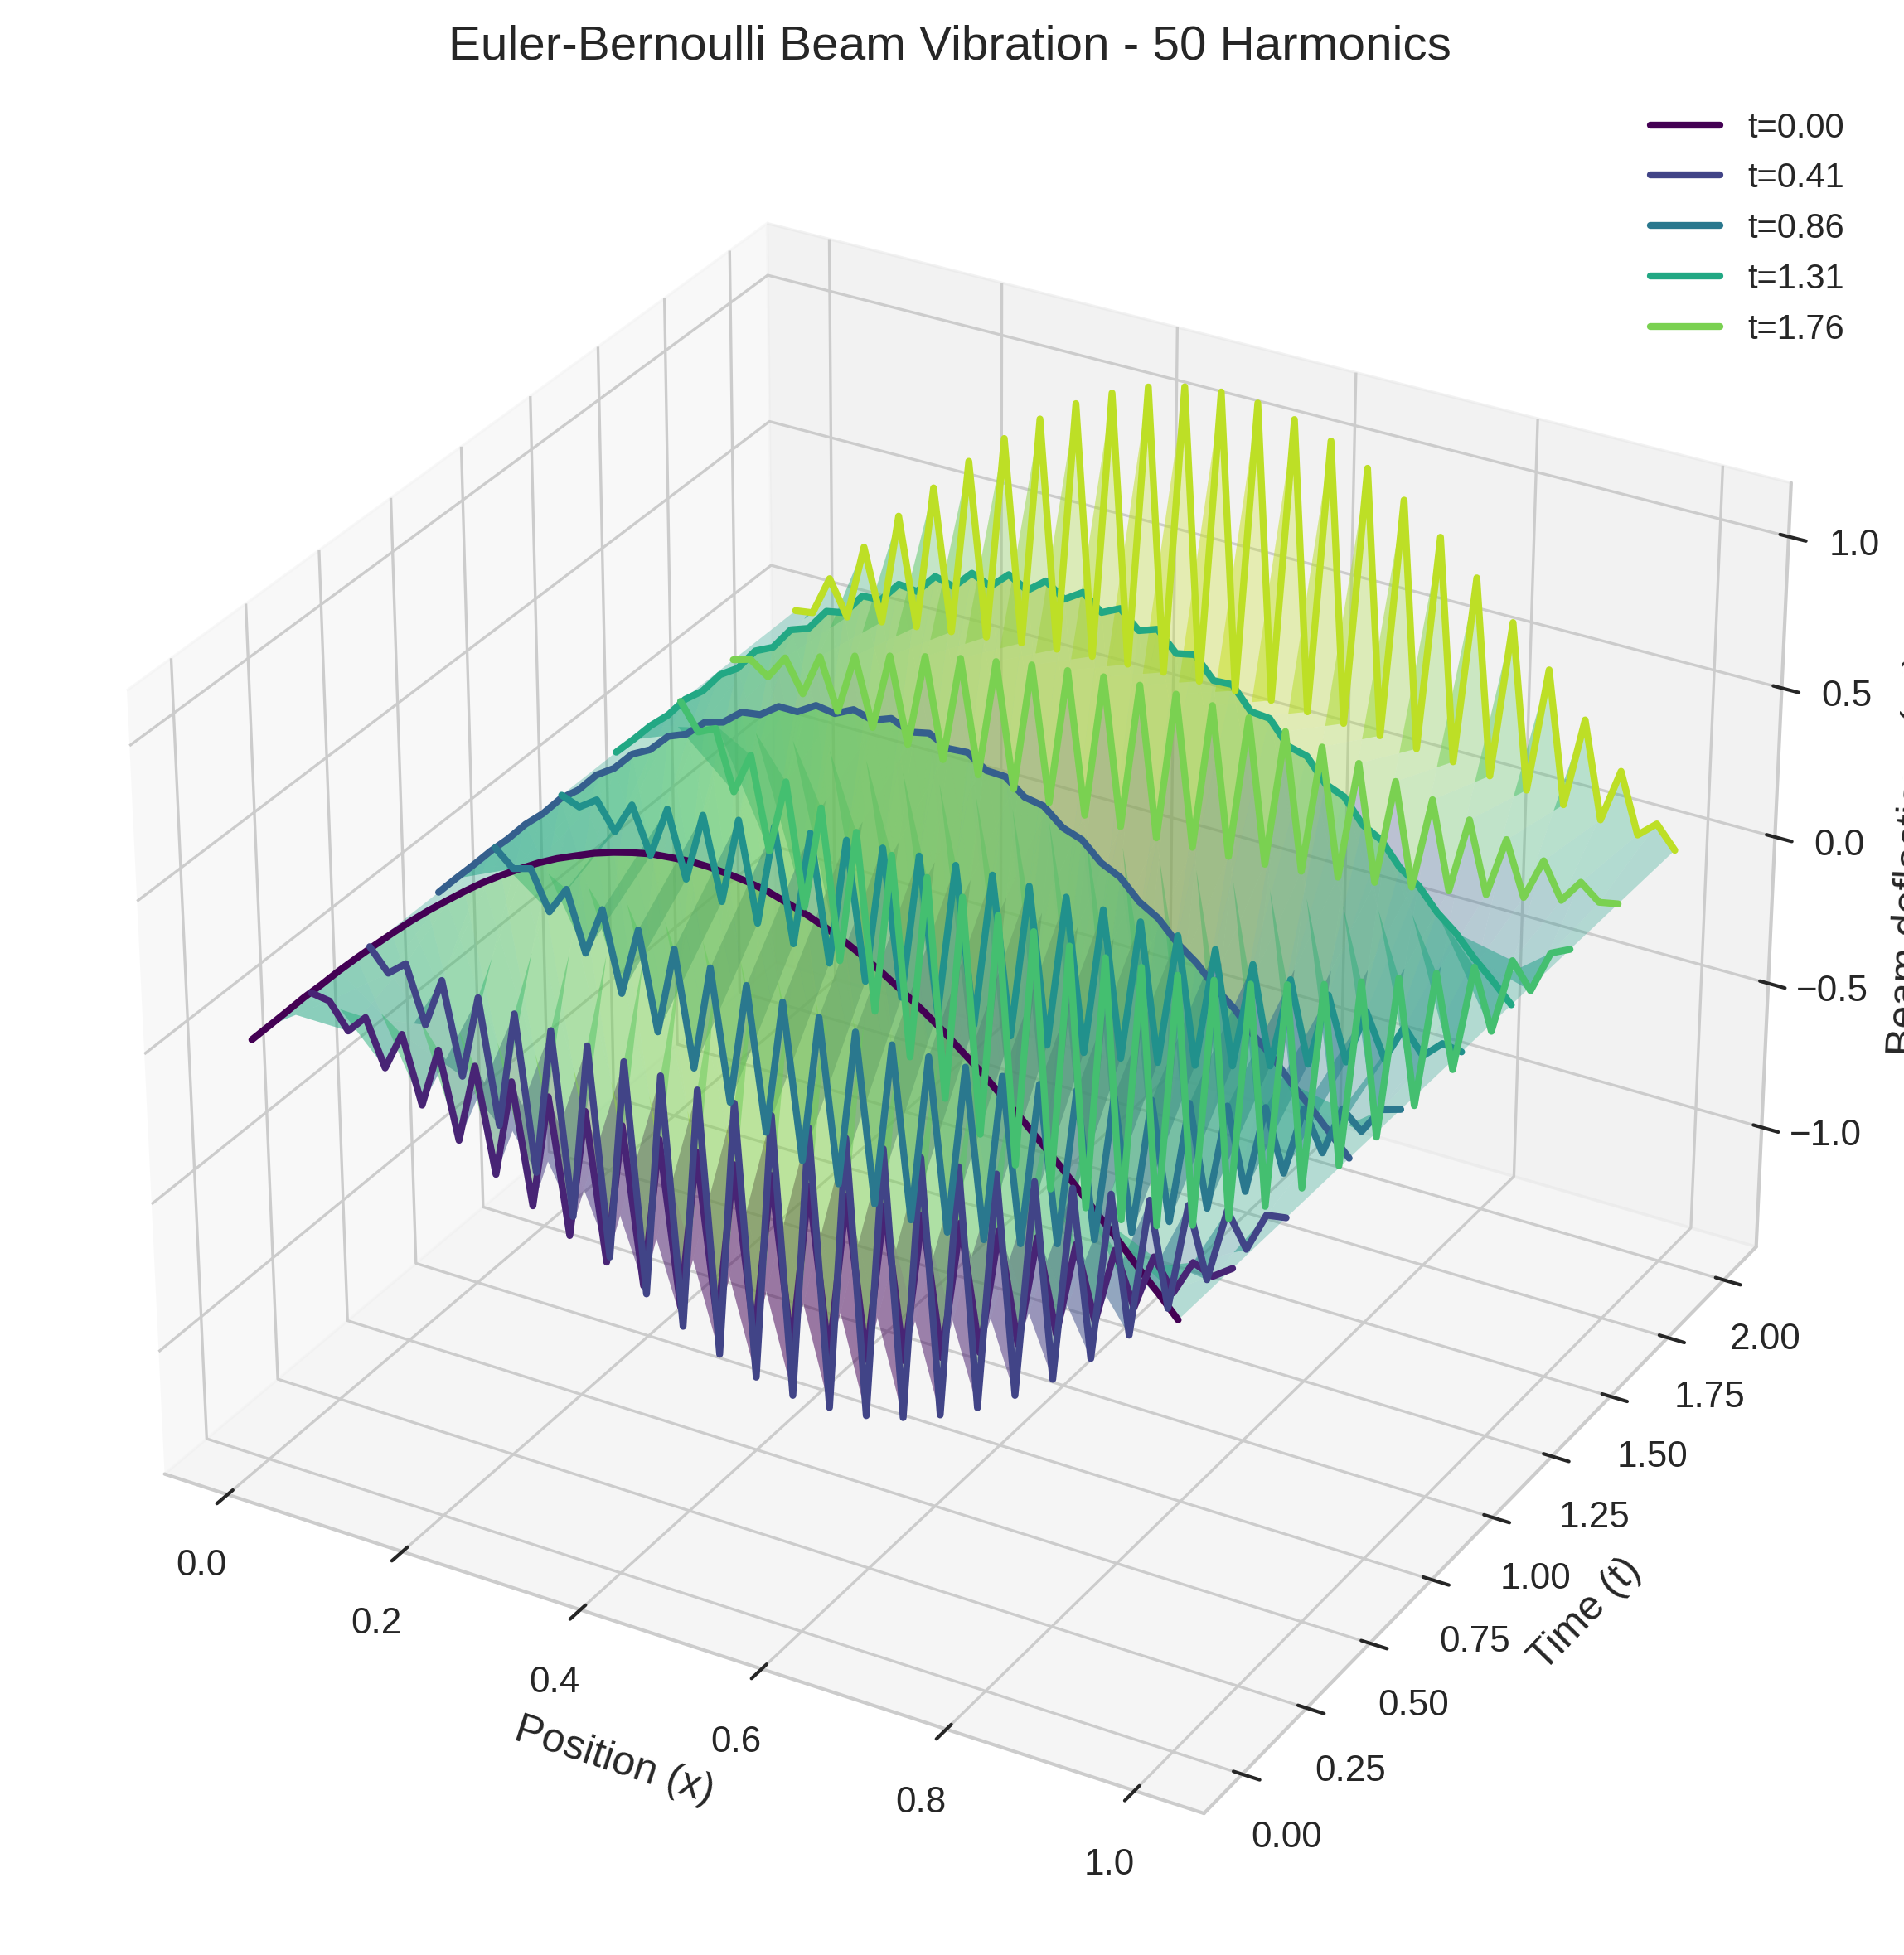 Euler-Bernoulli Beam Vibration - 50 Harmonics
t=0.00
t=0.41
t=0.86
t=1.31
t=1.76
1.0
0.5
0.0
−0.5
−1.0
Beam
2.00
1.75
1.50
1.25
1.00
0.75
0.50
0.25
0.00
Time (t)
0.0
0.2
0.4
0.6
0.8
1.0
Position (x)